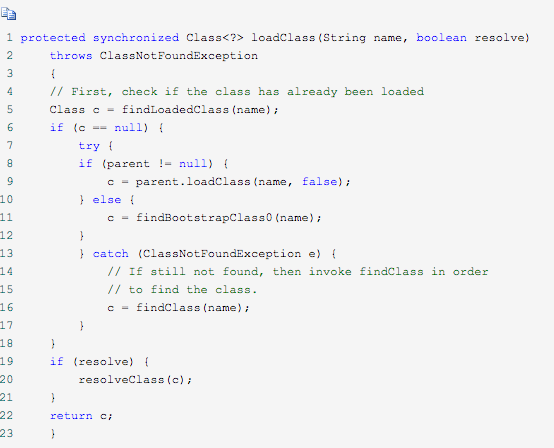 1 protected synchronized Class<?> loadClass(String name, boolean resolve)
2     throws ClassNotFoundException
3     {
4     // First, check if the class has already been loaded
5     Class c = findLoadedClass(name);
6     if (c == null) {
7         try {
8         if (parent != null) {
9             c = parent.loadClass(name, false);
10         } else {
11             c = findBootstrapClass0(name);
12         }
13         } catch (ClassNotFoundException e) {
14             // If still not found, then invoke findClass in order
15             // to find the class.
16             c = findClass(name);
17         }
18     }
19     if (resolve) {
20         resolveClass(c);
21     }
22     return c;
23     }